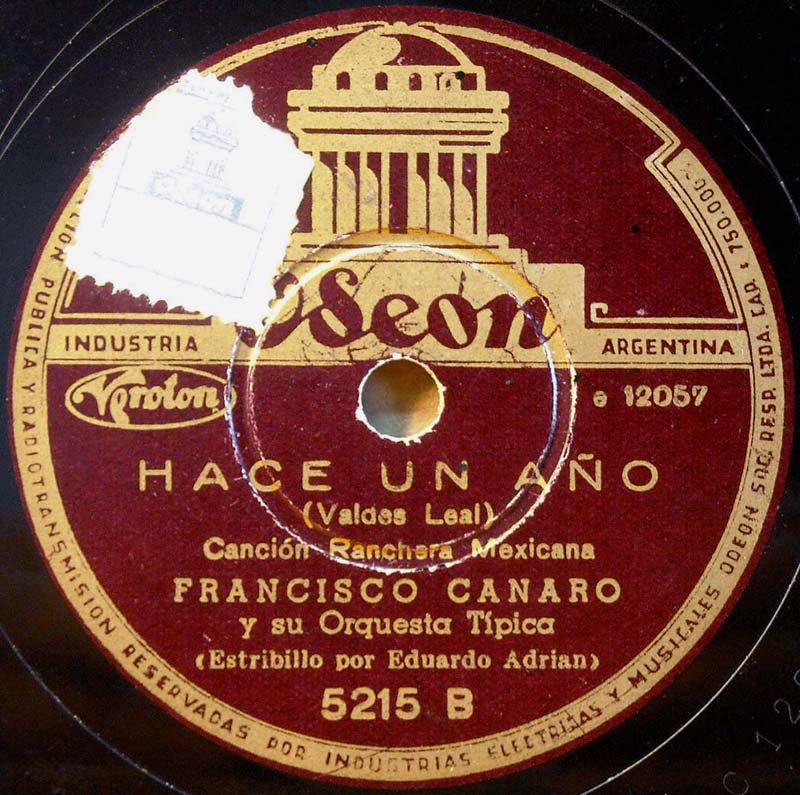 Odeon
INDUSTRIA
ARGENTINA
Veroton
e 12057
HACE UN AÑO
(Valdes Leal)
Canción Ranchera Mexicana
FRANCISCO CANARO
y su Orquesta Típica
(Estribillo por Eduardo Adrian)
5215 B
PUBLICA Y RADIOTRANSMISION RESERVADAS POR INDUSTRIAS ELECTRICAS Y MUSICALES ODEON SOC. RESP. LTDA. CAP. $ 750.000